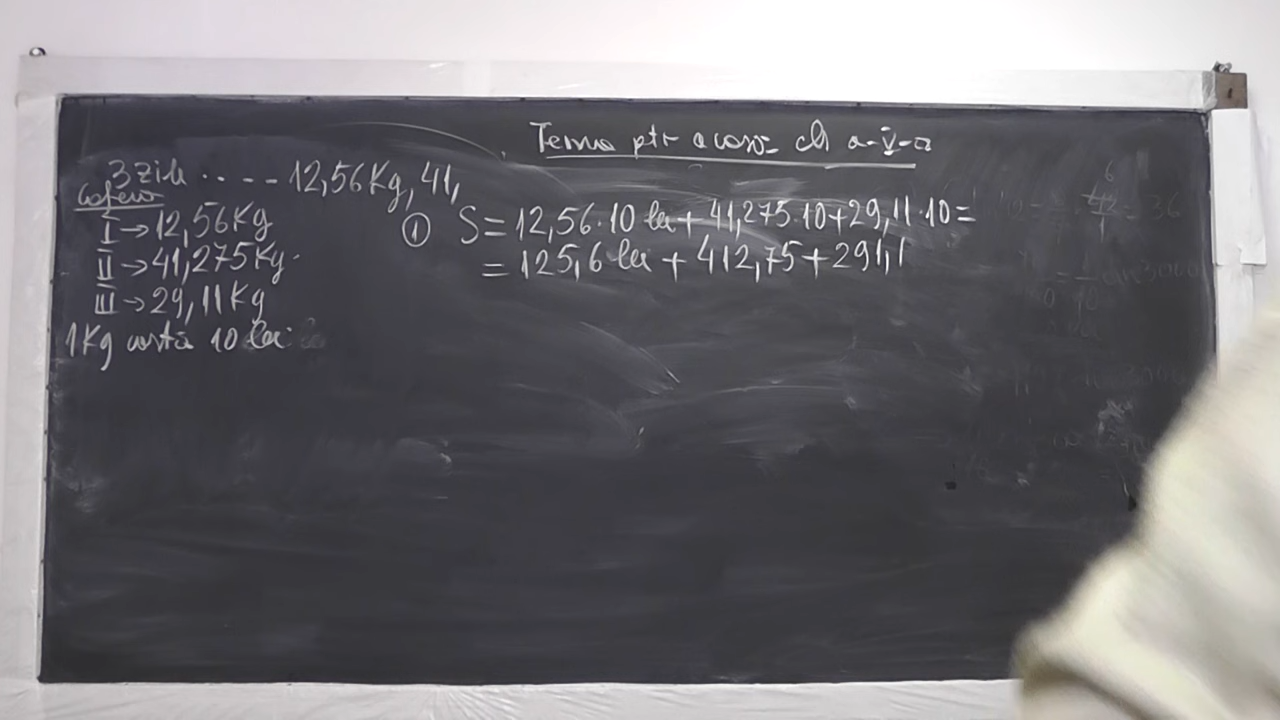 Tema ptr acasă cls a-V-a
3 zile .... 12,56 Kg, 41,
I → 12,56 Kg
II → 41,275 Kg.
III → 29,11 Kg
1 Kg costă 10 lei
① S = 12,56 · 10 lei + 41,275 · 10 + 29,11 · 10 =
= 125,6 lei + 412,75 + 291,1